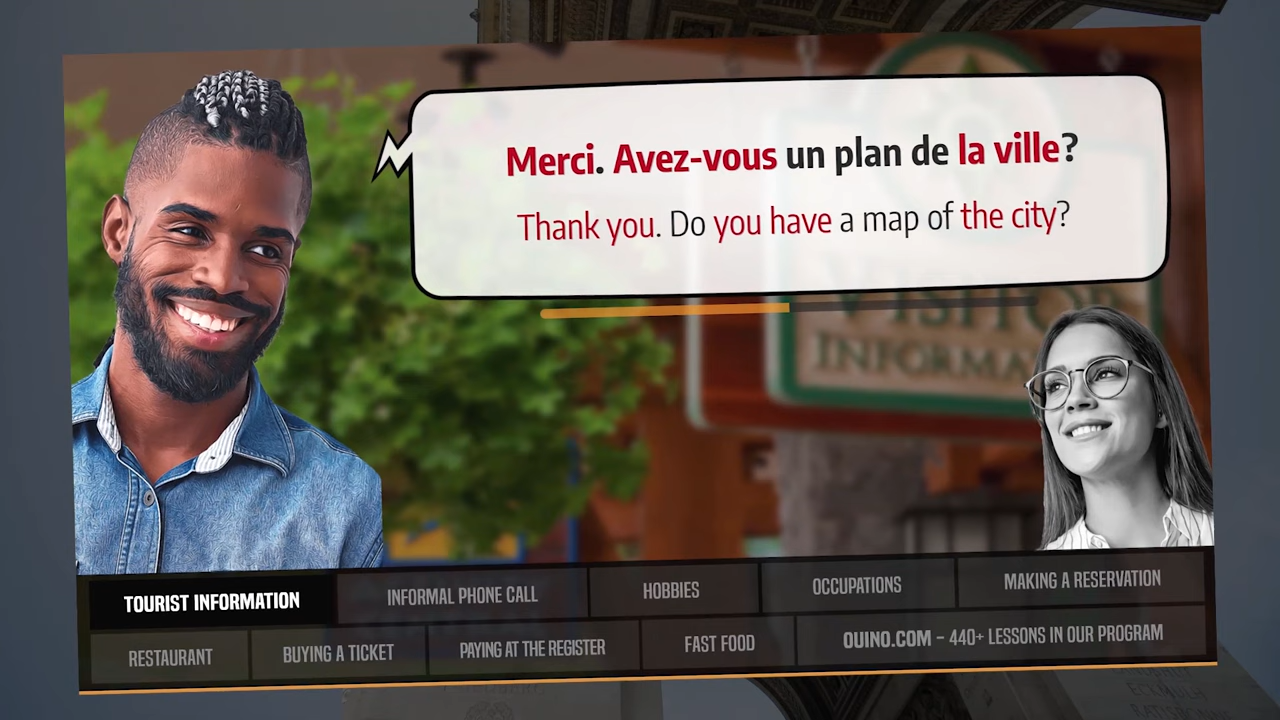 Merci. Avez-vous un plan de la ville?
Thank you. Do you have a map of the city?
VISITOR
INFORMA
TOURIST INFORMATION
INFORMAL PHONE CALL
HOBBIES
OCCUPATIONS
MAKING A RESERVATION
RESTAURANT
BUYING A TICKET
PAYING AT THE REGISTER
FAST FOOD
OUINO.COM – 440+ LESSONS IN OUR PROGRAM